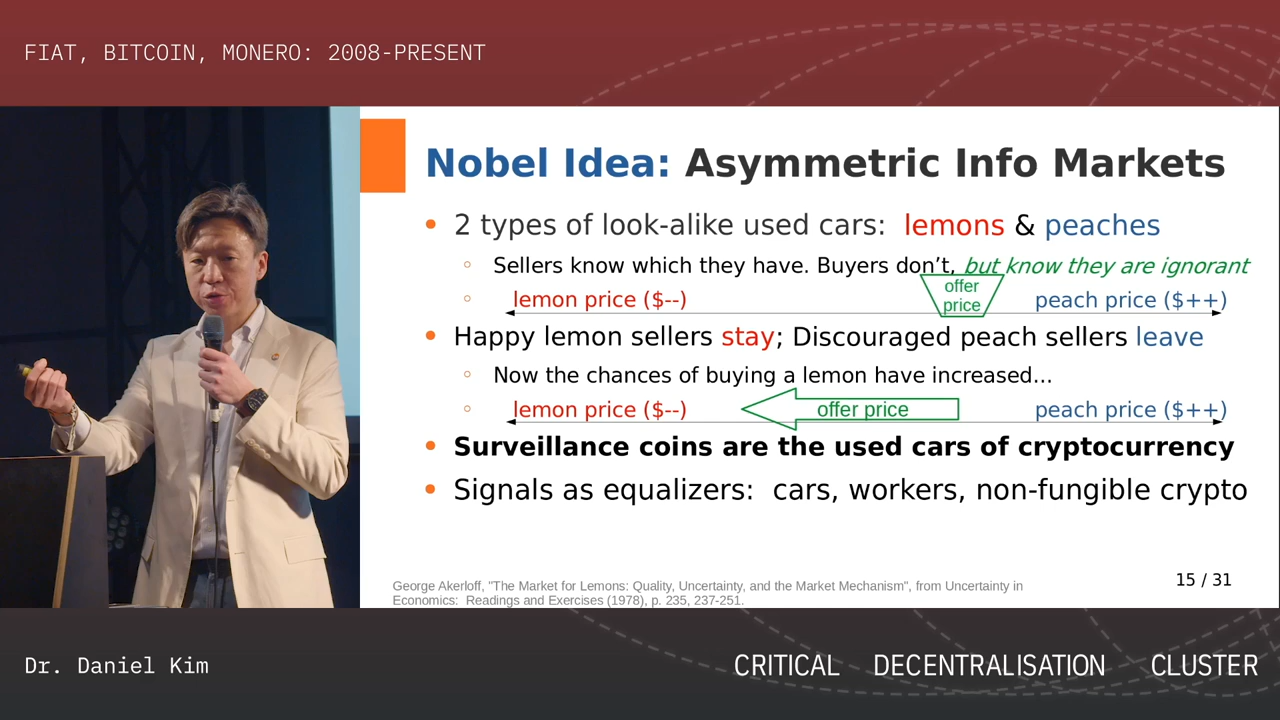 FIAT, BITCOIN, MONERO: 2008-PRESENT
Nobel Idea: Asymmetric Info Markets
• 2 types of look-alike used cars: lemons & peaches
◦ Sellers know which they have. Buyers don't, but know they are ignorant
offer
price
◦ lemon price ($--) peach price ($++)
• Happy lemon sellers stay; Discouraged peach sellers leave
◦ Now the chances of buying a lemon have increased...
◦ lemon price ($--) offer price peach price ($++)
• Surveillance coins are the used cars of cryptocurrency
• Signals as equalizers: cars, workers, non-fungible crypto
George Akerloff, "The Market for Lemons: Quality, Uncertainty, and the Market Mechanism", from Uncertainty in
Economics: Readings and Exercises (1978), p. 235, 237-251.
15 / 31
Dr. Daniel Kim
CRITICAL DECENTRALISATION CLUSTER